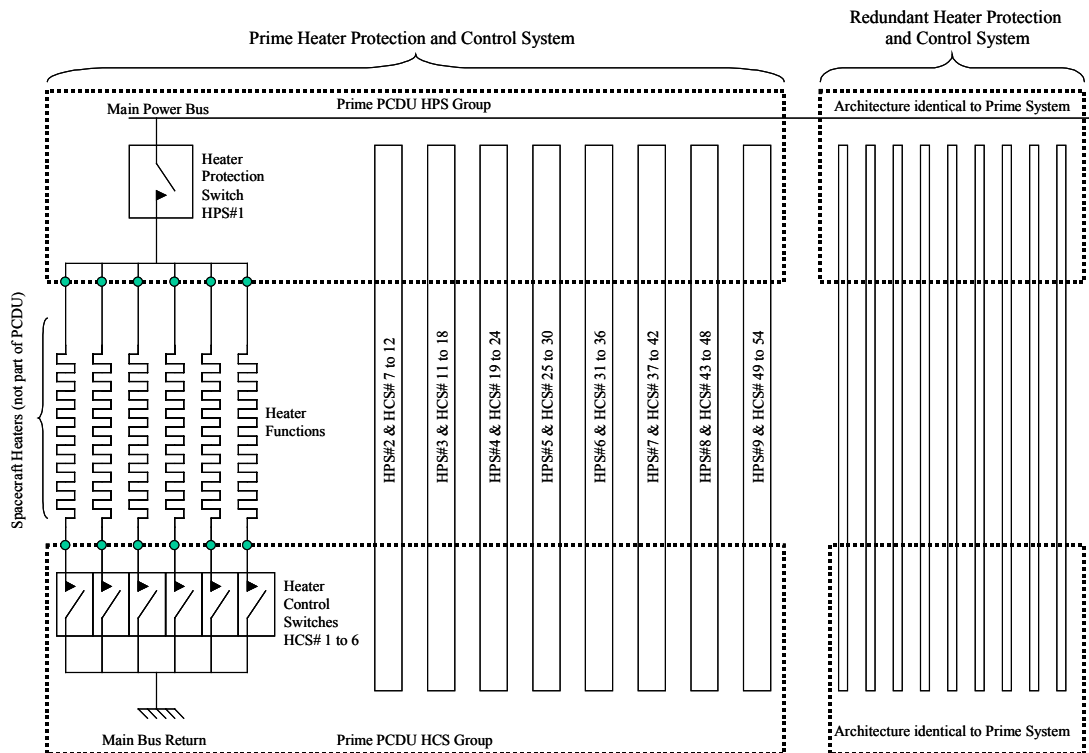 Prime Heater Protection and Control System
Redundant Heater Protection
and Control System
Main Power Bus
Prime PCDU HPS Group
Architecture identical to Prime System
Heater
Protection
Switch
HPS#1
Spacecraft Heaters (not part of PCDU)
Heater
Functions
HPS#2 & HCS# 7 to 12
HPS#3 & HCS# 11 to 18
HPS#4 & HCS# 19 to 24
HPS#5 & HCS# 25 to 30
HPS#6 & HCS# 31 to 36
HPS#7 & HCS# 37 to 42
HPS#8 & HCS# 43 to 48
HPS#9 & HCS# 49 to 54
Heater
Control
Switches
HCS# 1 to 6
Main Bus Return
Prime PCDU HCS Group
Architecture identical to Prime System